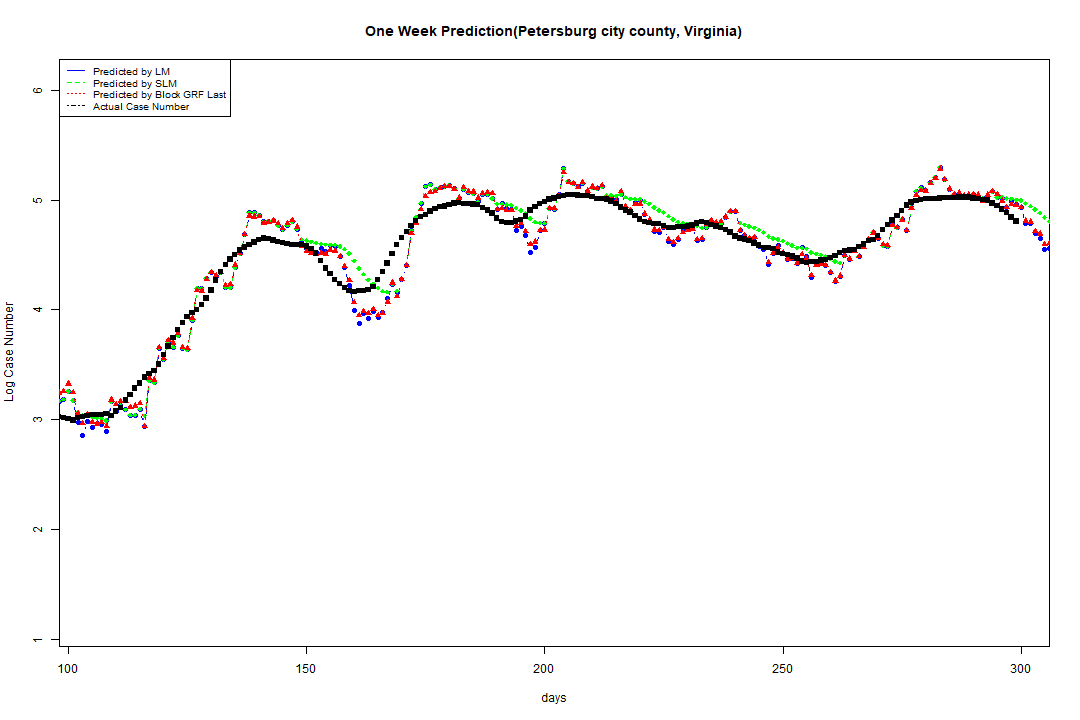 One Week Prediction(Petersburg city county, Virginia)
Predicted by LM
Predicted by SLM
Predicted by Block GRF Last
Actual Case Number
6
5
4
3
2
1
Log Case Number
100 150 200 250 300
days